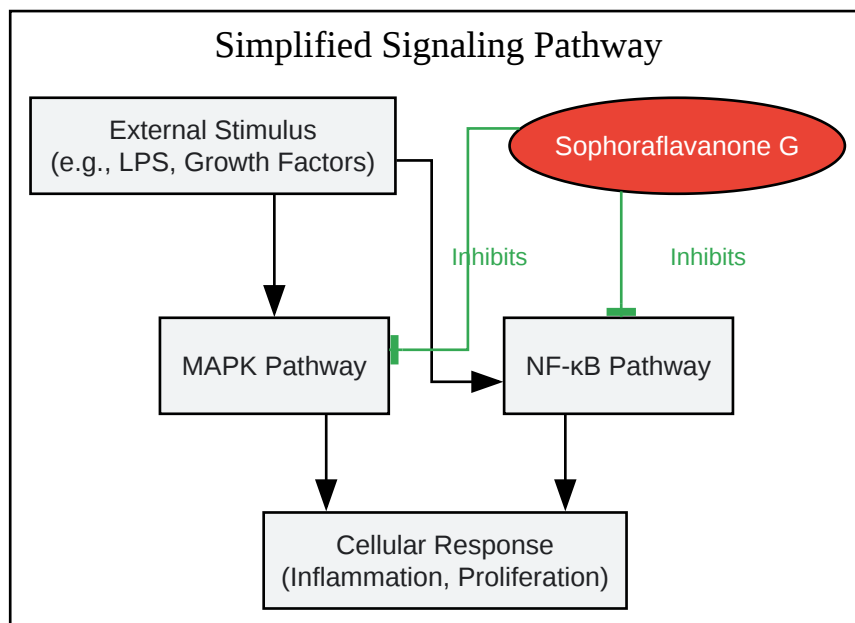 Simplified Signaling Pathway
External Stimulus
(e.g., LPS, Growth Factors)
Sophoraflavanone G
Inhibits
Inhibits
MAPK Pathway
NF-κB Pathway
Cellular Response
(Inflammation, Proliferation)